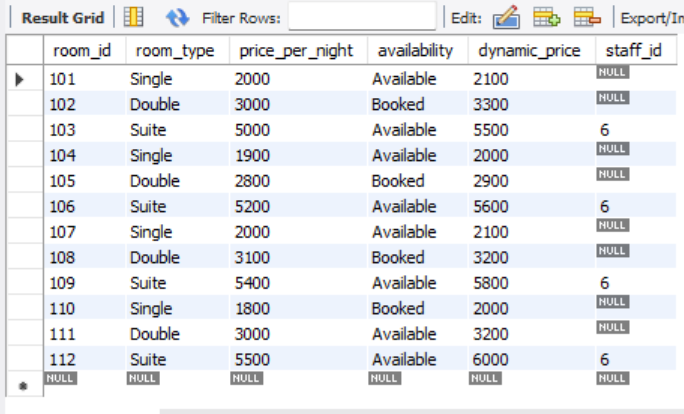 Result Grid Filter Rows: Edit: Export/Im
room_id room_type price_per_night availability dynamic_price staff_id
101 Single 2000 Available 2100 NULL
102 Double 3000 Booked 3300 NULL
103 Suite 5000 Available 5500 6
104 Single 1900 Available 2000 NULL
105 Double 2800 Booked 2900 NULL
106 Suite 5200 Available 5600 6
107 Single 2000 Available 2100 NULL
108 Double 3100 Booked 3200 NULL
109 Suite 5400 Available 5800 6
110 Single 1800 Booked 2000 NULL
111 Double 3000 Available 3200 NULL
112 Suite 5500 Available 6000 6
NULL NULL NULL NULL NULL NULL